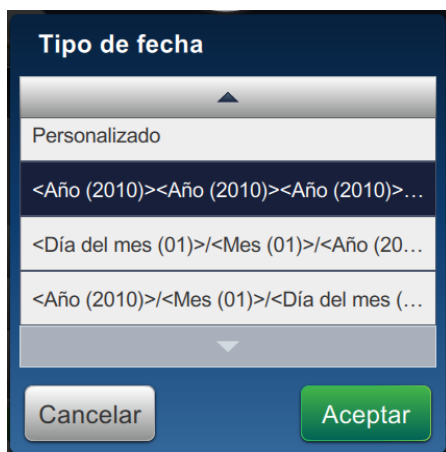 Tipo de fecha
Personalizado
<Año (2010)><Año (2010)><Año (2010)>...
<Día del mes (01)>/<Mes (01)>/<Año (20...
<Año (2010)>/<Mes (01)>/<Día del mes (...
Cancelar
Aceptar